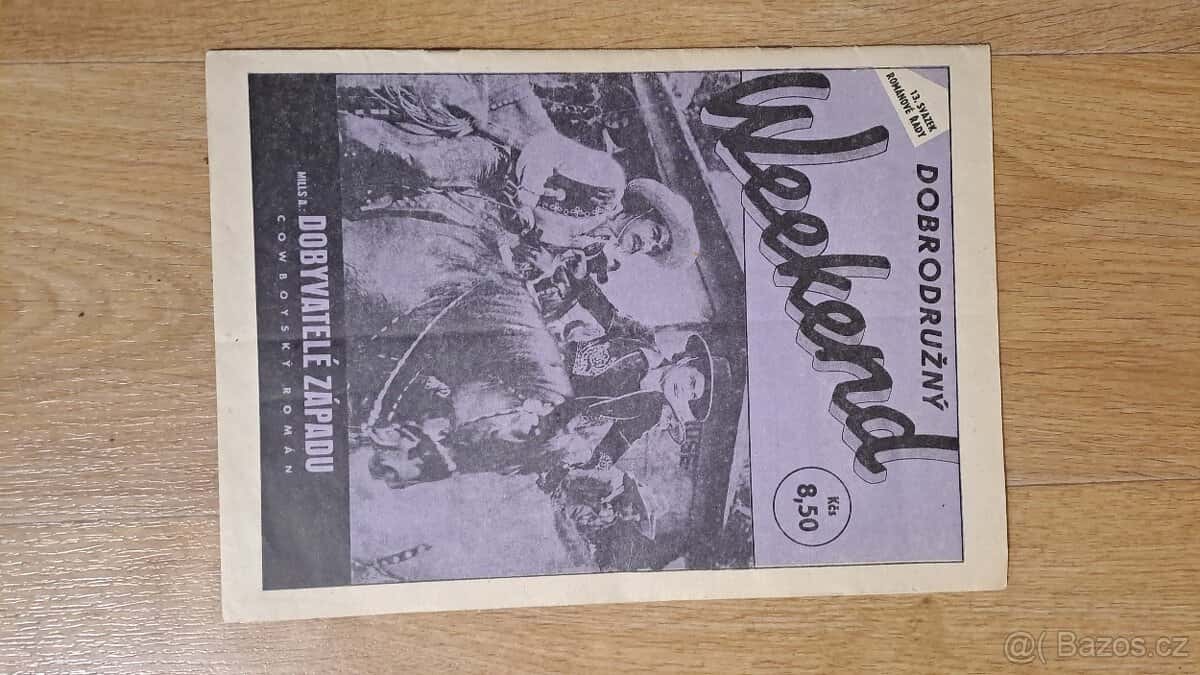 13. SVAZEK
ROMÁNOVÉ ŘADY
DOBRODRUŽNÝ
Weekend
Kčs
8,50
MILLS A.: DOBYVATELÉ ZÁPADU
COWBOYSKÝ ROMÁN
@( Bazos.cz